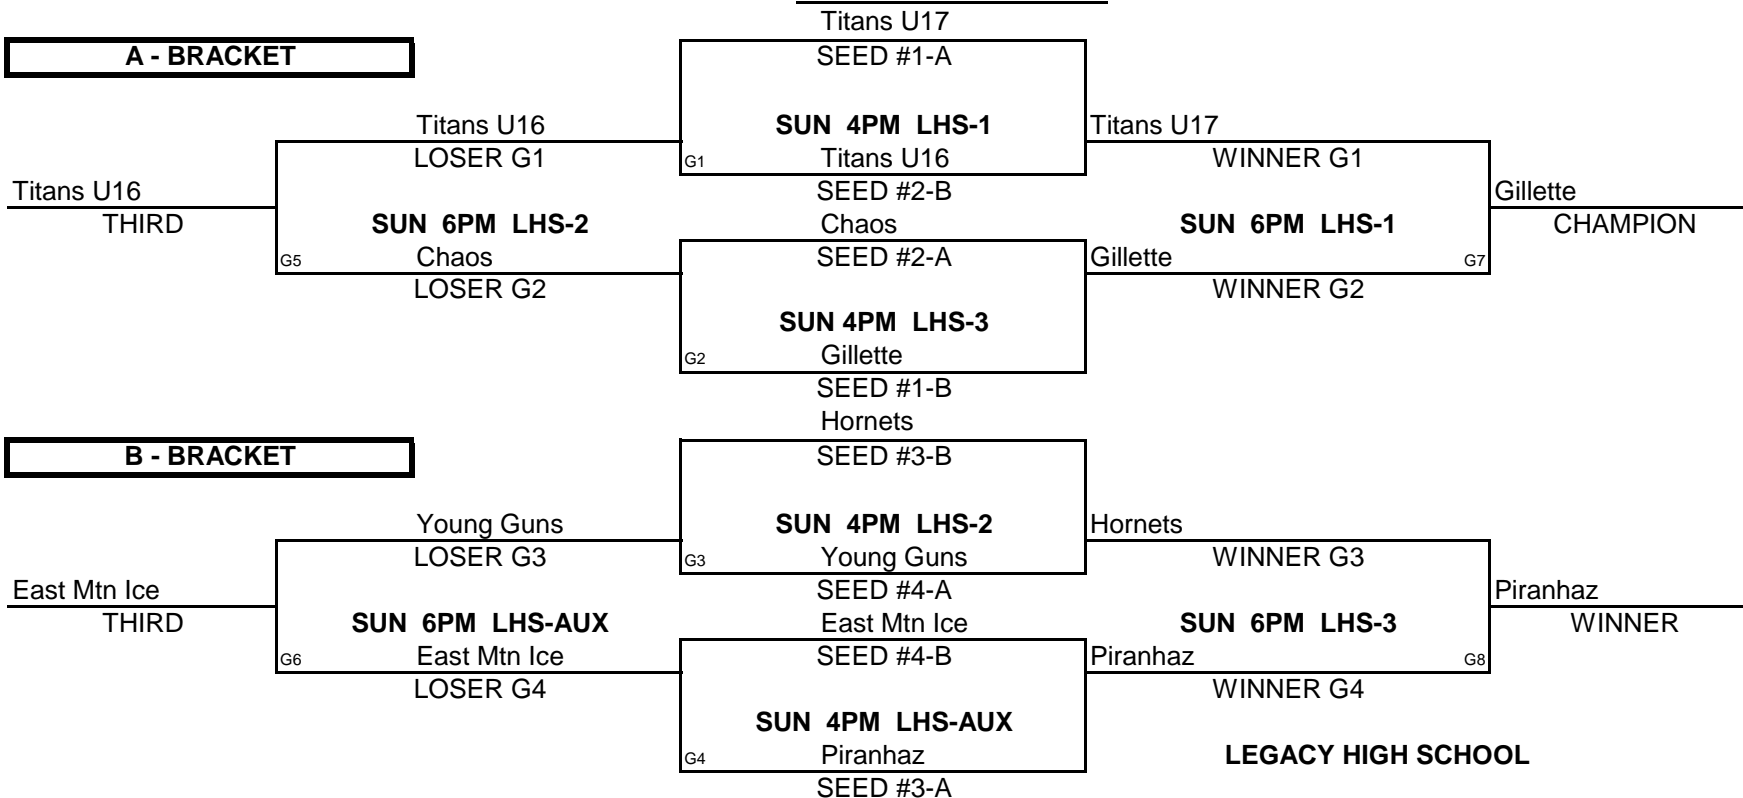 Titans U17
A - BRACKET
SEED #1-A
Titans U16
SUN 4PM LHS-1
Titans U17
LOSER G1
G1
Titans U16
WINNER G1
Titans U16
SEED #2-B
Gillette
THIRD
SUN 6PM LHS-2
Chaos
SUN 6PM LHS-1
CHAMPION
G5
Chaos
SEED #2-A
Gillette
G7
LOSER G2
WINNER G2
SUN 4PM LHS-3
G2
Gillette
SEED #1-B
Hornets
B - BRACKET
SEED #3-B
Young Guns
SUN 4PM LHS-2
Hornets
LOSER G3
G3
Young Guns
WINNER G3
East Mtn Ice
SEED #4-A
Piranhaz
THIRD
SUN 6PM LHS-AUX
East Mtn Ice
SUN 6PM LHS-3
WINNER
G6
East Mtn Ice
SEED #4-B
Piranhaz
G8
LOSER G4
WINNER G4
SUN 4PM LHS-AUX
G4
Piranhaz
LEGACY HIGH SCHOOL
SEED #3-A